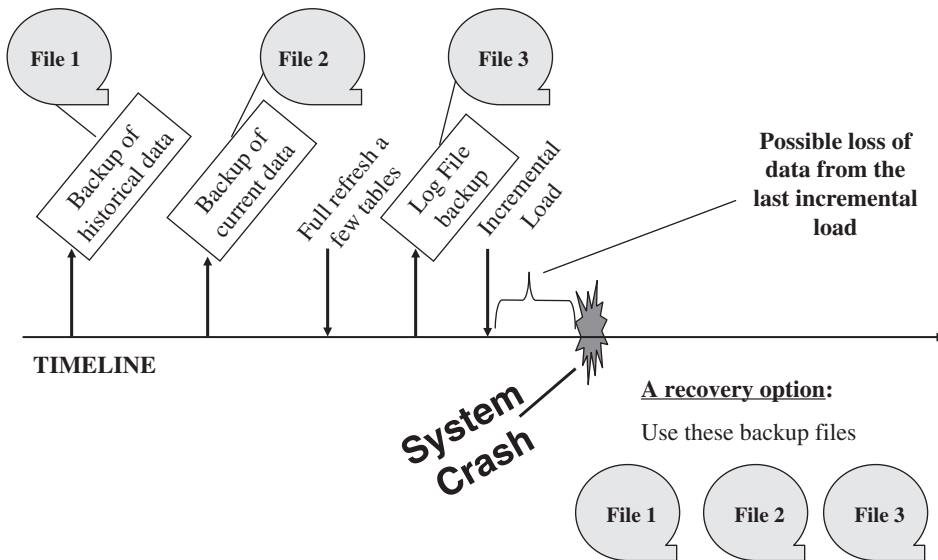 File 1
File 2
File 3
Backup of
historical data
Backup of
current data
Full refresh a
few tables
Log File
backup
Incremental
Load
Possible loss of
data from the
last incremental
load
TIMELINE
System
Crash
A recovery option:
Use these backup files
File 1
File 2
File 3